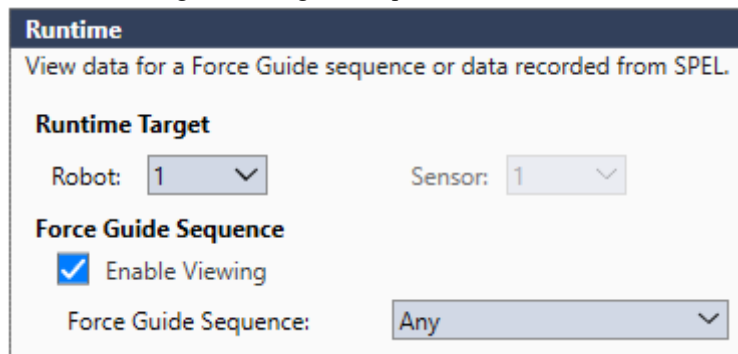 Runtime
View data for a Force Guide sequence or data recorded from SPEL.
Runtime Target
Robot: 1 Sensor: 1
Force Guide Sequence
Enable Viewing
Force Guide Sequence: Any